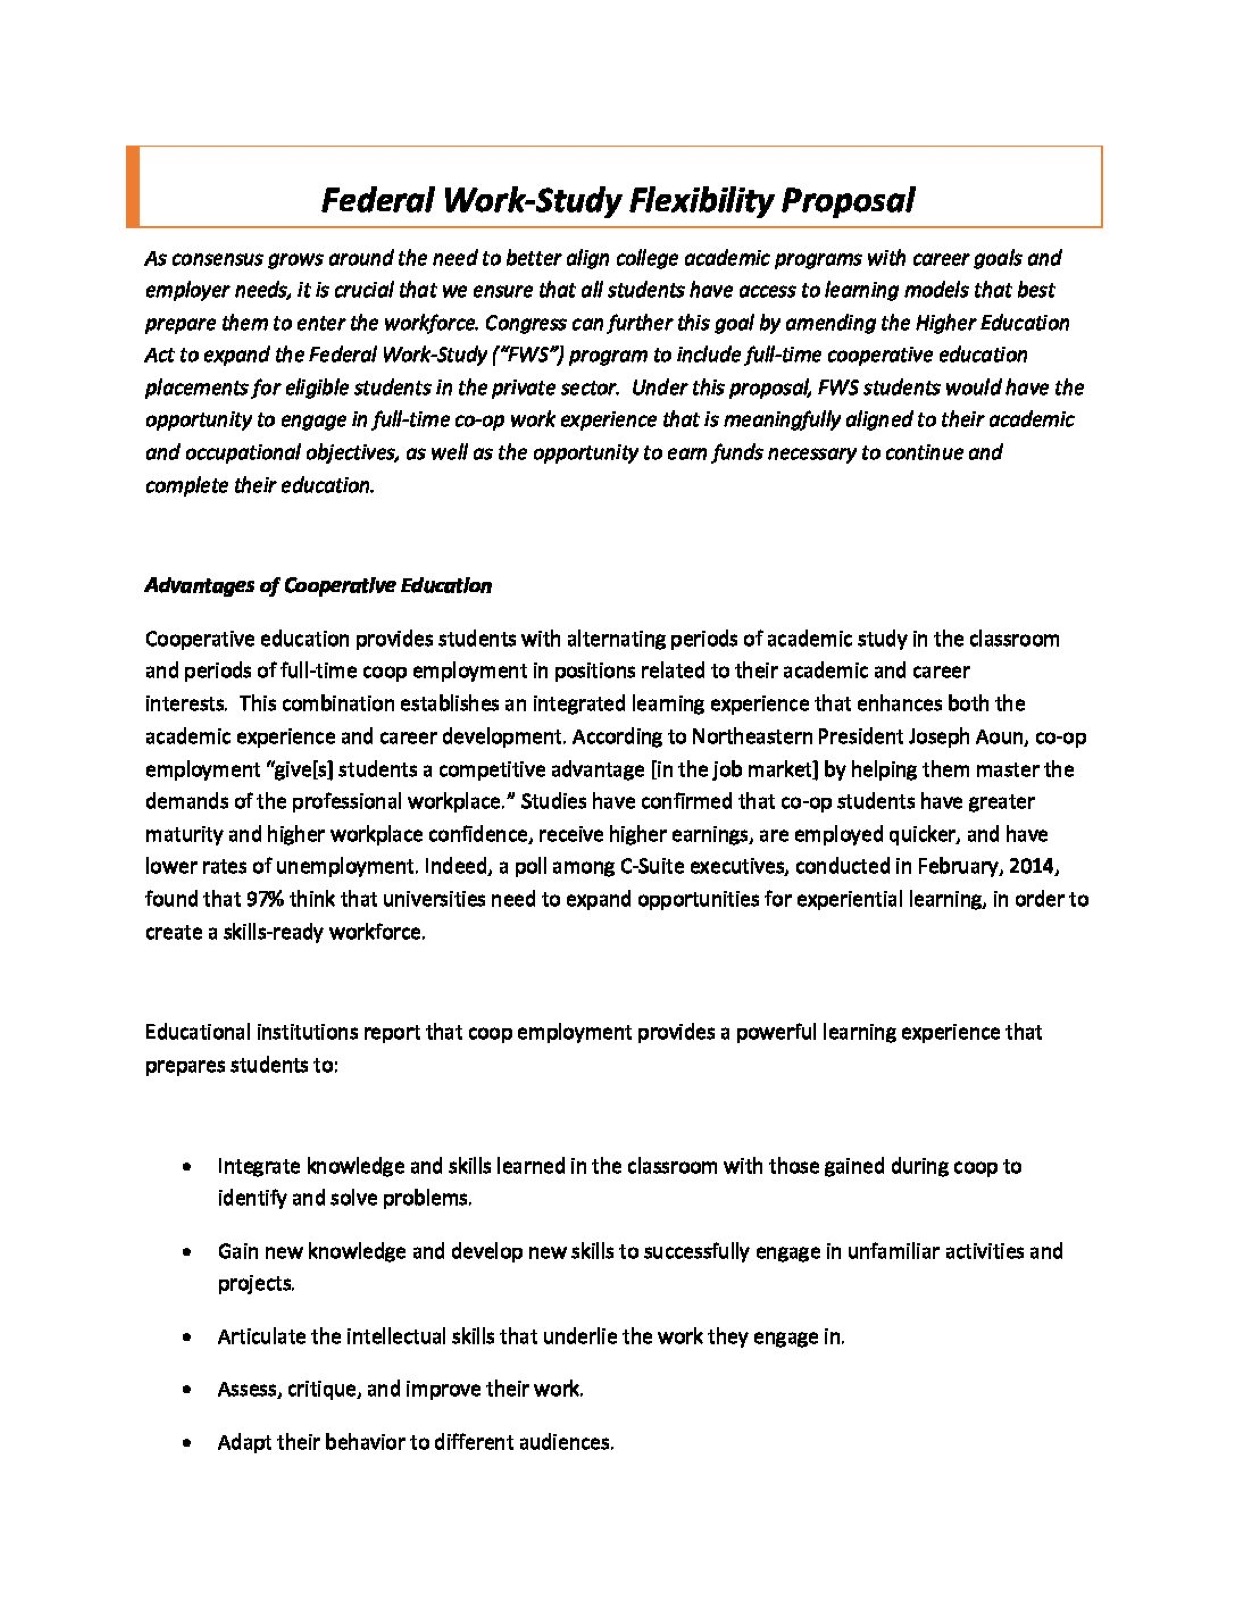 Federal Work-Study Flexibility Proposal
As consensus grows around the need to better align college academic programs with career goals and
employer needs, it is crucial that we ensure that all students have access to learning models that best
prepare them to enter the workforce. Congress can further this goal by amending the Higher Education
Act to expand the Federal Work-Study (“FWS”) program to include full-time cooperative education
placements for eligible students in the private sector.  Under this proposal, FWS students would have the
opportunity to engage in full-time co-op work experience that is meaningfully aligned to their academic
and occupational objectives, as well as the opportunity to earn funds necessary to continue and
complete their education.
Advantages of Cooperative Education
Cooperative education provides students with alternating periods of academic study in the classroom
and periods of full-time coop employment in positions related to their academic and career
interests.  This combination establishes an integrated learning experience that enhances both the
academic experience and career development. According to Northeastern President Joseph Aoun, co-op
employment “give[s] students a competitive advantage [in the job market] by helping them master the
demands of the professional workplace.” Studies have confirmed that co-op students have greater
maturity and higher workplace confidence, receive higher earnings, are employed quicker, and have
lower rates of unemployment. Indeed, a poll among C-Suite executives, conducted in February, 2014,
found that 97% think that universities need to expand opportunities for experiential learning, in order to
create a skills-ready workforce.
Educational institutions report that coop employment provides a powerful learning experience that
prepares students to:
• Integrate knowledge and skills learned in the classroom with those gained during coop to
identify and solve problems.
• Gain new knowledge and develop new skills to successfully engage in unfamiliar activities and
projects.
• Articulate the intellectual skills that underlie the work they engage in.
• Assess, critique, and improve their work.
• Adapt their behavior to different audiences.